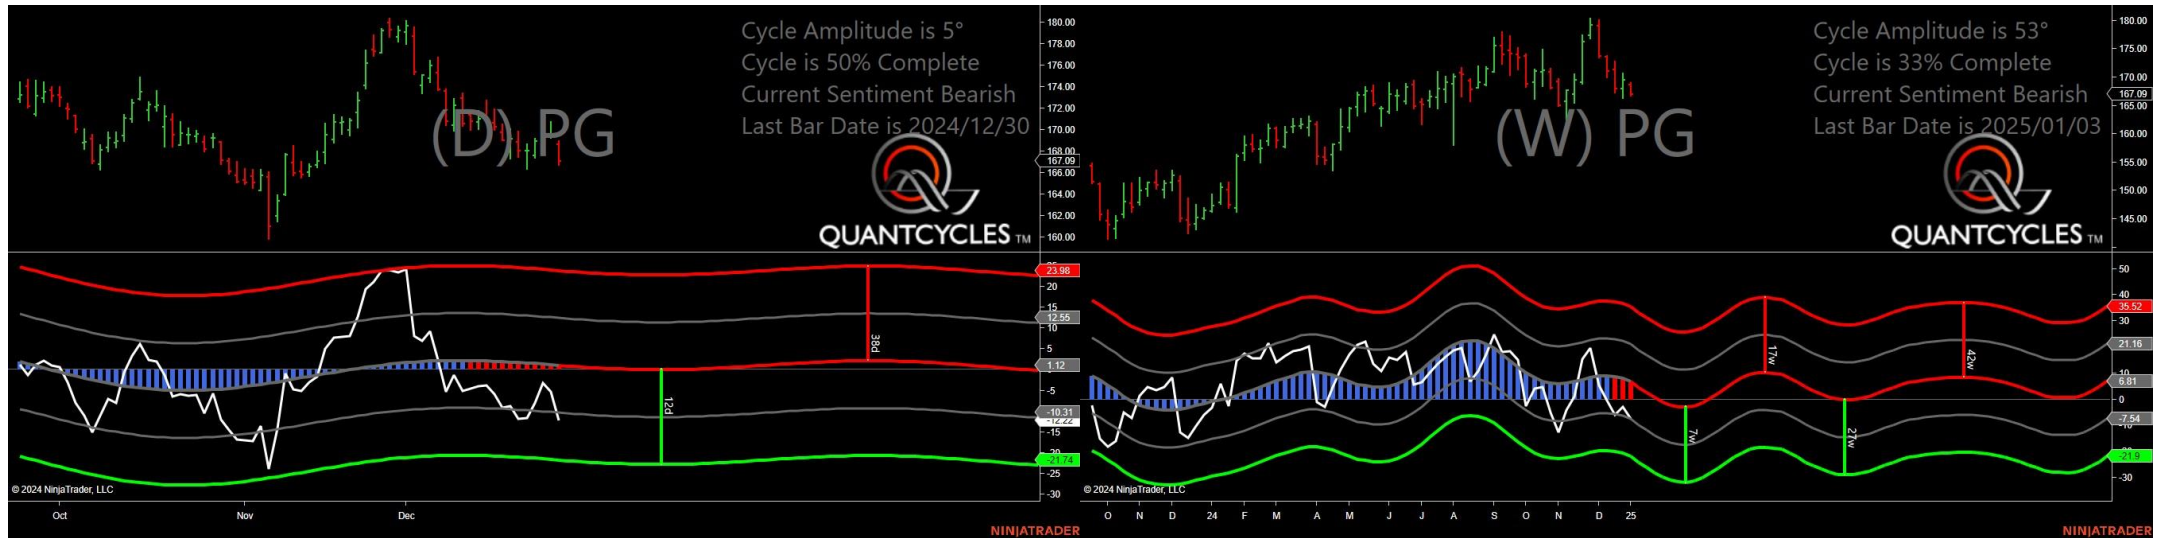 Cycle Amplitude is 5°
Cycle is 50% Complete
Current Sentiment Bearish
Last Bar Date is 2024/12/30
(D) PG
QUANTCYCLES TM
180.00
178.00
176.00
174.00
172.00
170.00
168.00
167.09
166.00
164.00
162.00
160.00
23.98
20
15
12.55
10
5
1.12
-5
-10.31
-12.22
-15
-21.74
-25
-30
38d
12d
© 2024 NinjaTrader, LLC
Oct Nov Dec
NINJATRADER
Cycle Amplitude is 53°
Cycle is 33% Complete
Current Sentiment Bearish
Last Bar Date is 2025/01/03
(W) PG
QUANTCYCLES TM
180.00
175.00
170.00
167.09
165.00
160.00
155.00
150.00
145.00
50
40
35.52
30
21.16
10
6.81
0
-7.54
-21.9
-30
17w
42w
7w
27w
© 2024 NinjaTrader, LLC
O N D 24 F M A M J J A S O N D 25
NINJATRADER